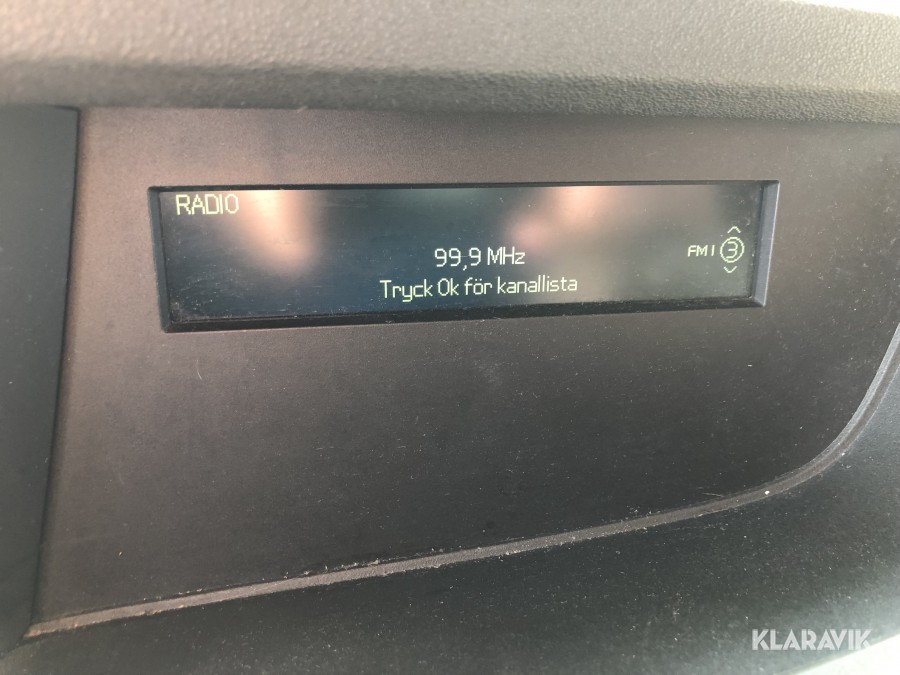 RADIO
99,9 MHz
FM1 3
Tryck Ok för kanallista
KLARAVIK